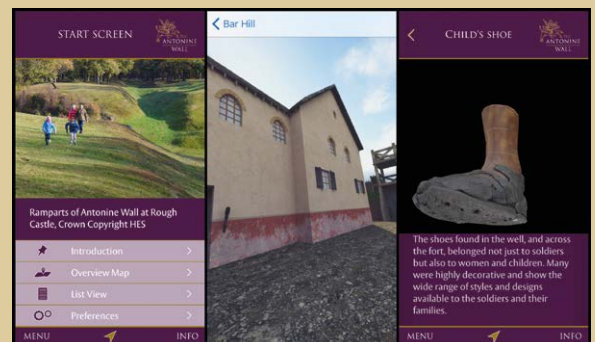 START SCREEN
ANTONINE
WALL
Ramparts of Antonine Wall at Rough
Castle, Crown Copyright HES
Introduction
Overview Map
List View
Preferences
MENU
INFO
Bar Hill
CHILD'S SHOE
ANTONINE
WALL
The shoes found in the well, and across
the fort, belonged not just to soldiers
but also to women and children. Many
were highly decorative and show the
wide range of styles and designs
available to the soldiers and their
families.
MENU
INFO